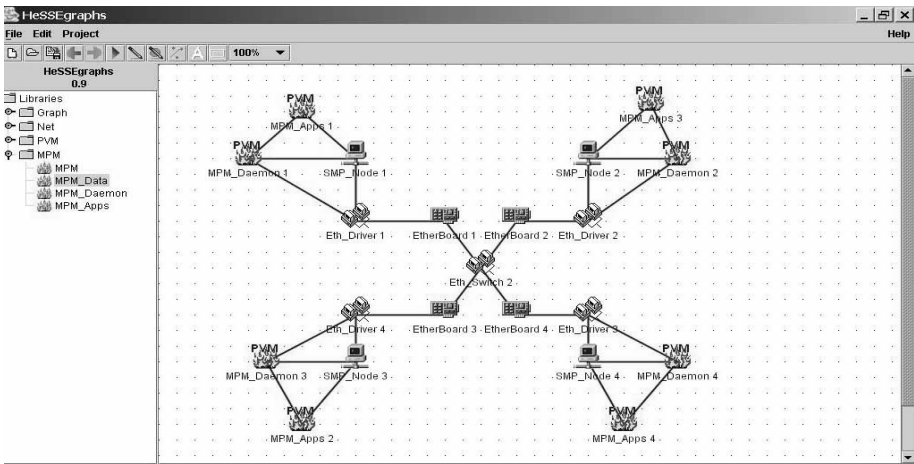 HeSSEgraphs
File Edit Project Help
100%
HeSSEgraphs
0.9
Libraries
Graph
Net
PVM
MPM
MPM
MPM_Data
MPM_Daemon
MPM_Apps
PVM
MPM_Apps 1
PVM
MPM_Apps 3
PVM
MPM_Daemon 1
SMP_Node 1
SMP_Node 2
PVM
MPM_Daemon 2
Eth_Driver 1
EtherBoard 1
EtherBoard 2
Eth_Driver 2
Eth_Switch 2
Eth_Driver 4
EtherBoard 3
EtherBoard 4
Eth_Driver 3
PVM
MPM_Daemon 3
SMP_Node 3
SMP_Node 4
PVM
MPM_Daemon 4
PVM
MPM_Apps 2
PVM
MPM_Apps 4